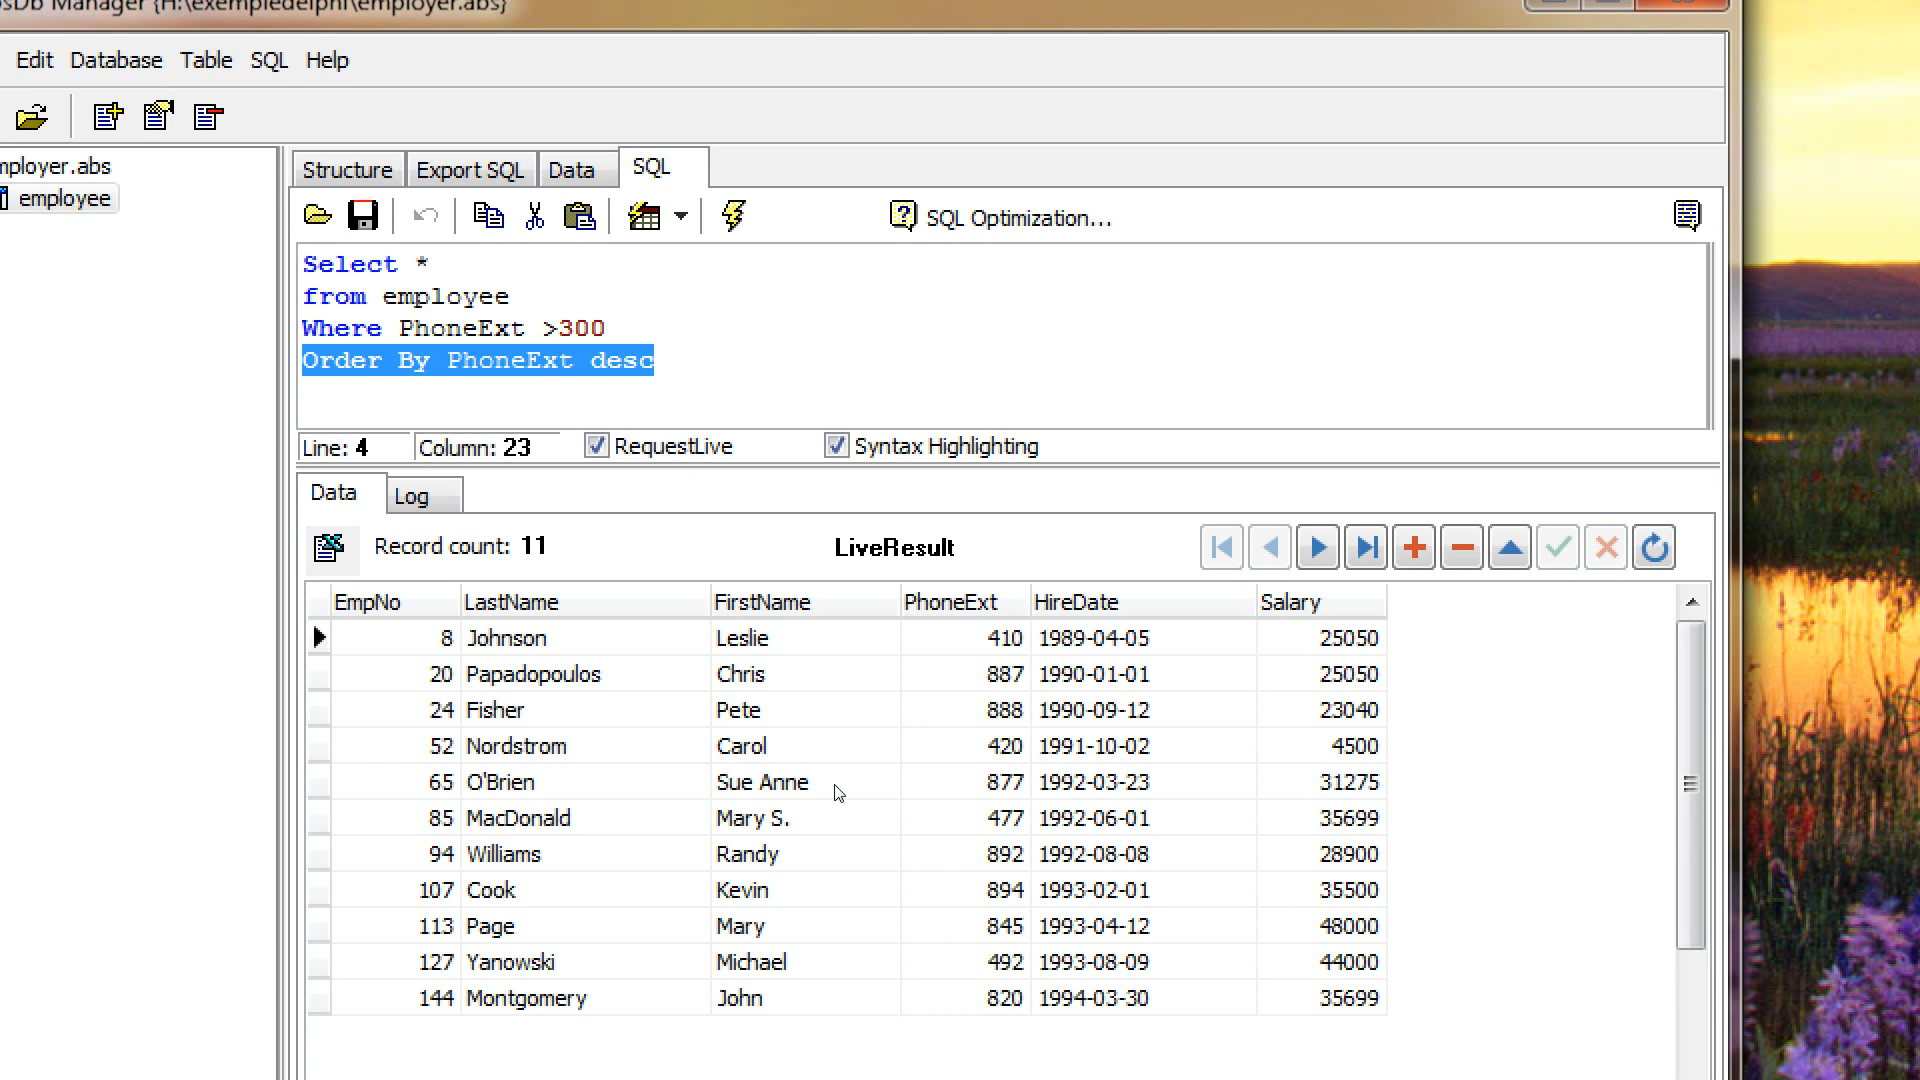 sDb Manager {H:\exempledelphi\employer.abs}
Edit Database Table SQL Help
mployer.abs
employee
Structure Export SQL Data SQL
SQL Optimization...
Select *
from employee
Where PhoneExt >300
Order By PhoneExt desc
Line: 4 Column: 23 RequestLive Syntax Highlighting
Data Log
Record count: 11 LiveResult
EmpNo LastName FirstName PhoneExt HireDate Salary
8 Johnson Leslie 410 1989-04-05 25050
20 Papadopoulos Chris 887 1990-01-01 25050
24 Fisher Pete 888 1990-09-12 23040
52 Nordstrom Carol 420 1991-10-02 4500
65 O'Brien Sue Anne 877 1992-03-23 31275
85 MacDonald Mary S. 477 1992-06-01 35699
94 Williams Randy 892 1992-08-08 28900
107 Cook Kevin 894 1993-02-01 35500
113 Page Mary 845 1993-04-12 48000
127 Yanowski Michael 492 1993-08-09 44000
144 Montgomery John 820 1994-03-30 35699